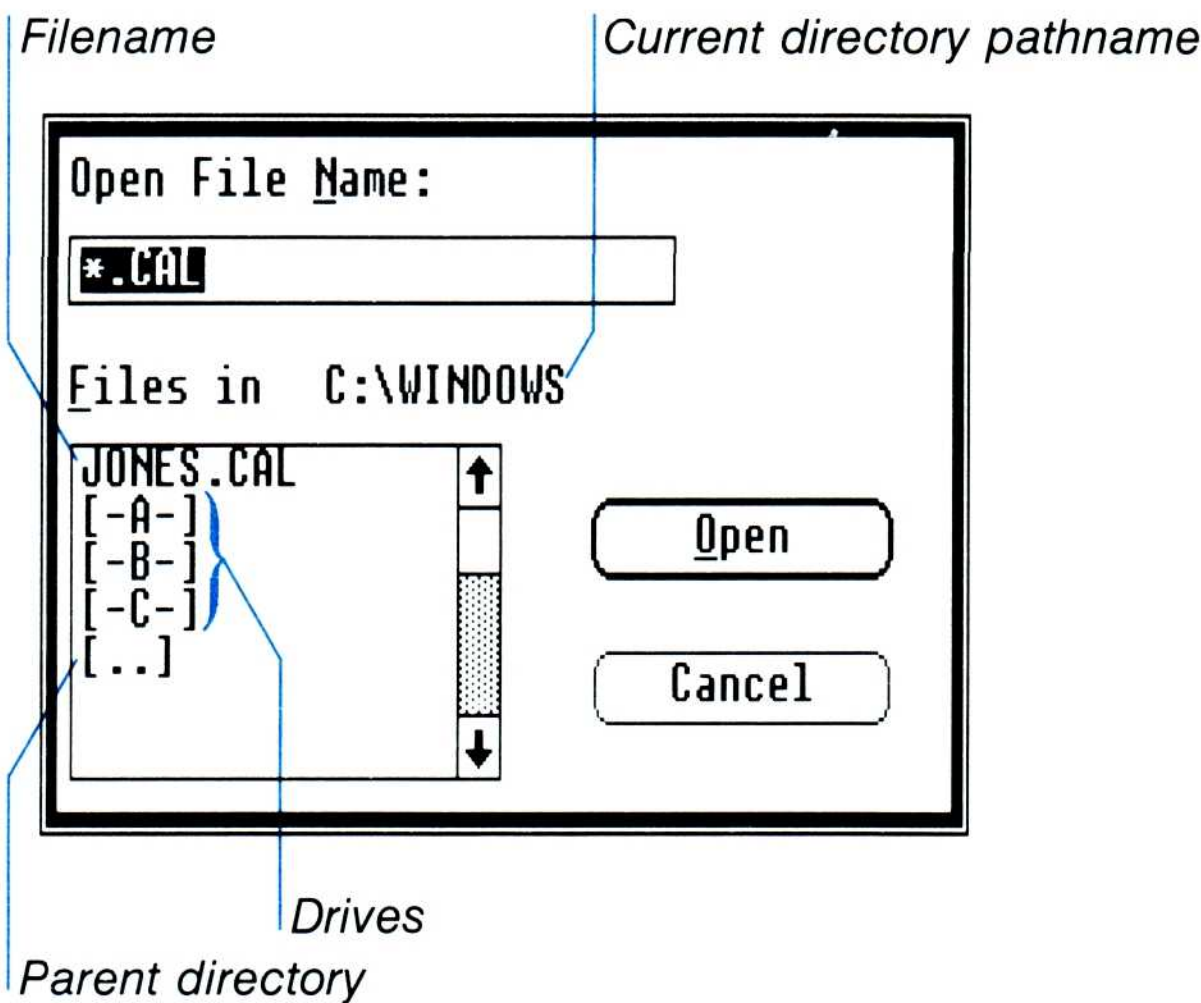 Filename
Current directory pathname
Open File Name:
*.CAL
Files in C:\WINDOWS
JONES.CAL
[-A-]
[-B-]
[-C-]
[..]
Open
Cancel
Drives
Parent directory